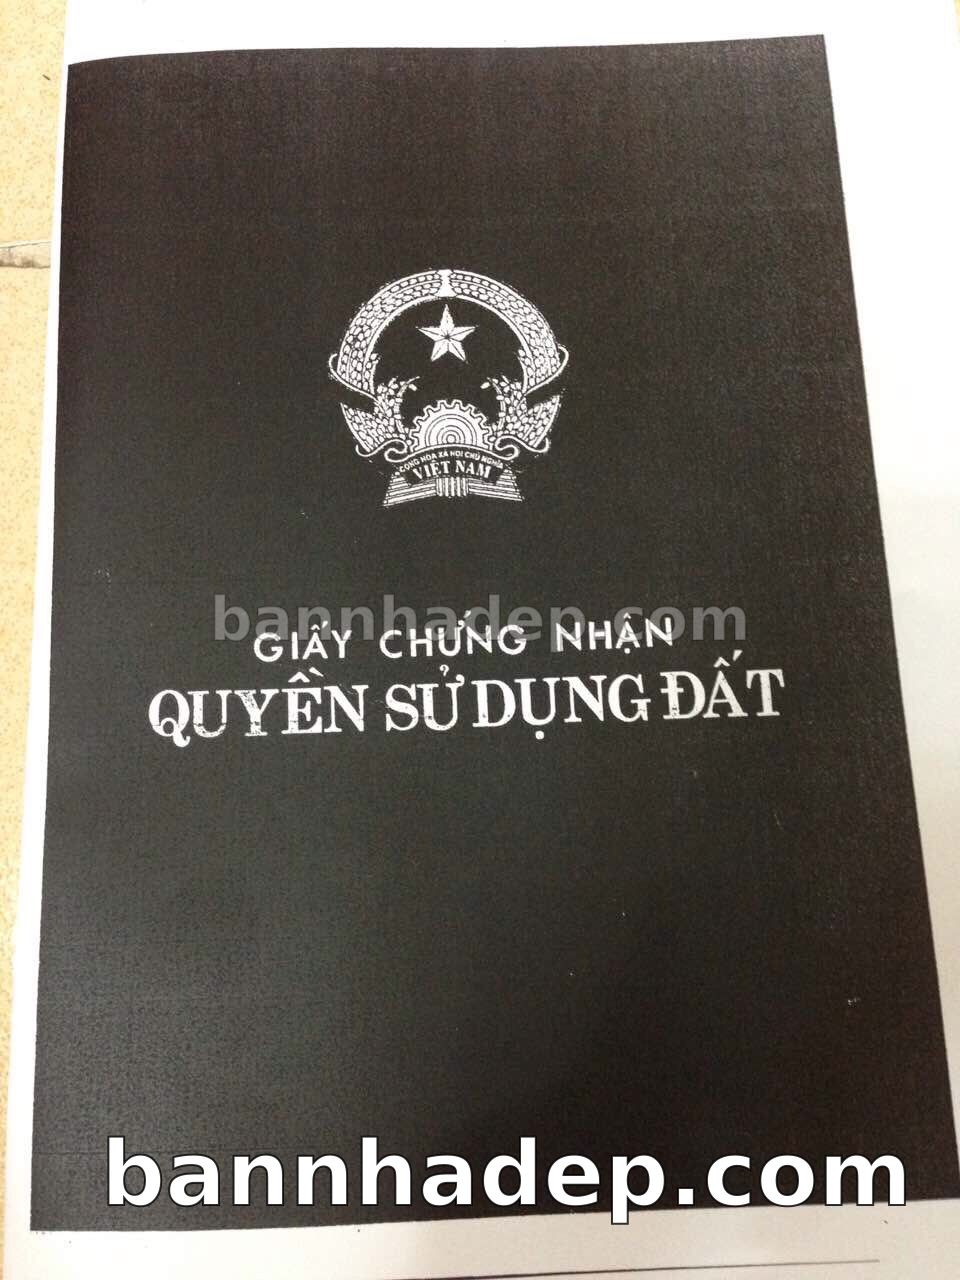 CỘNG HÒA XÃ HỘI CHỦ NGHĨA
VIỆT NAM
bannhadep.com
GIẤY CHỨNG NHẬN
QUYỀN SỬ DỤNG ĐẤT
bannhadep.com